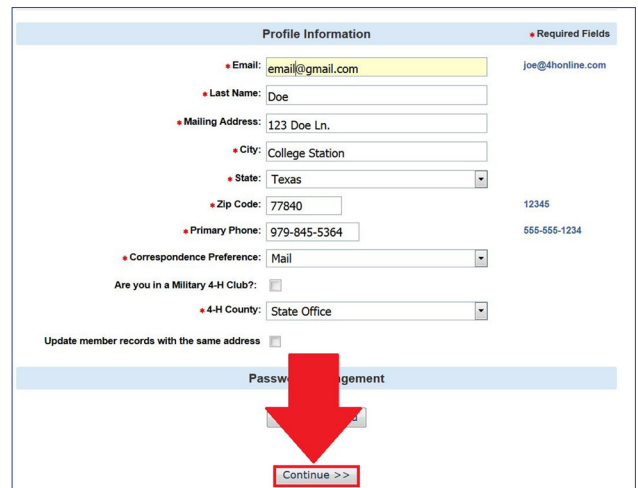 Profile Information * Required Fields
* Email: email@gmail.com joe@4honline.com
* Last Name: Doe
* Mailing Address: 123 Doe Ln.
* City: College Station
* State: Texas
* Zip Code: 77840 12345
* Primary Phone: 979-845-5364 555-555-1234
* Correspondence Preference: Mail
Are you in a Military 4-H Club?:
* 4-H County: State Office
Update member records with the same address
Continue >>